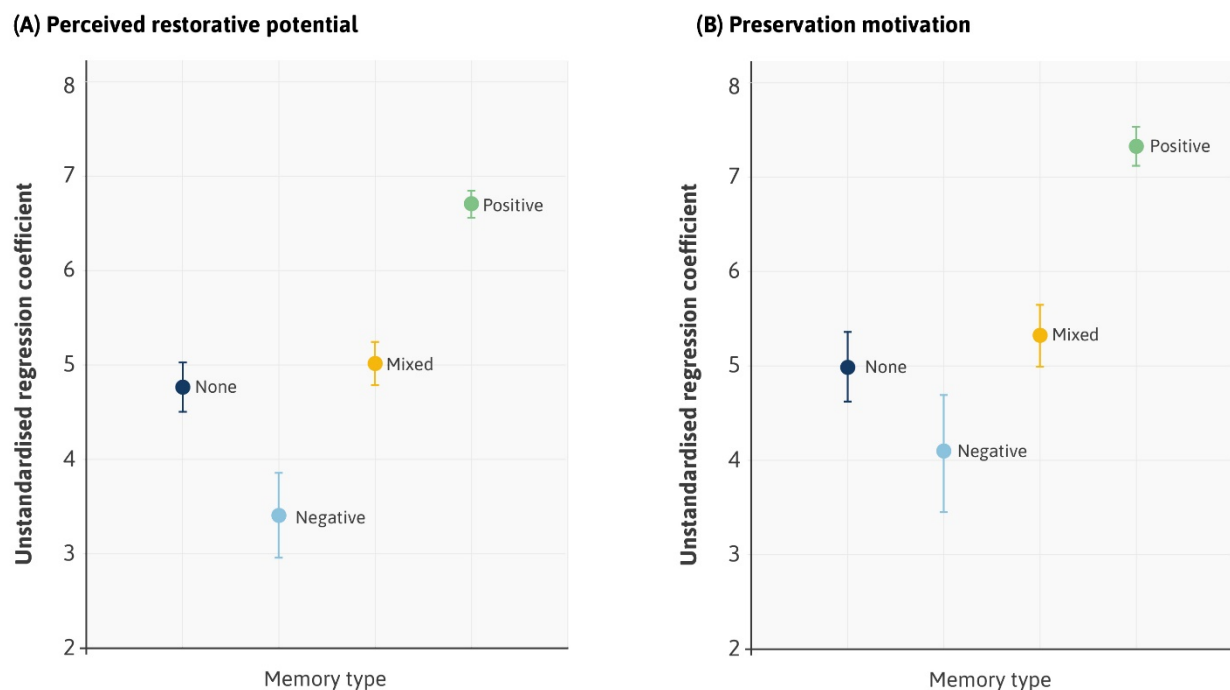 (A) Perceived restorative potential
Unstandardised regression coefficient
8
7
6
5
4
3
2
None
Negative
Mixed
Positive
Memory type
(B) Preservation motivation
Unstandardised regression coefficient
8
7
6
5
4
3
2
None
Negative
Mixed
Positive
Memory type